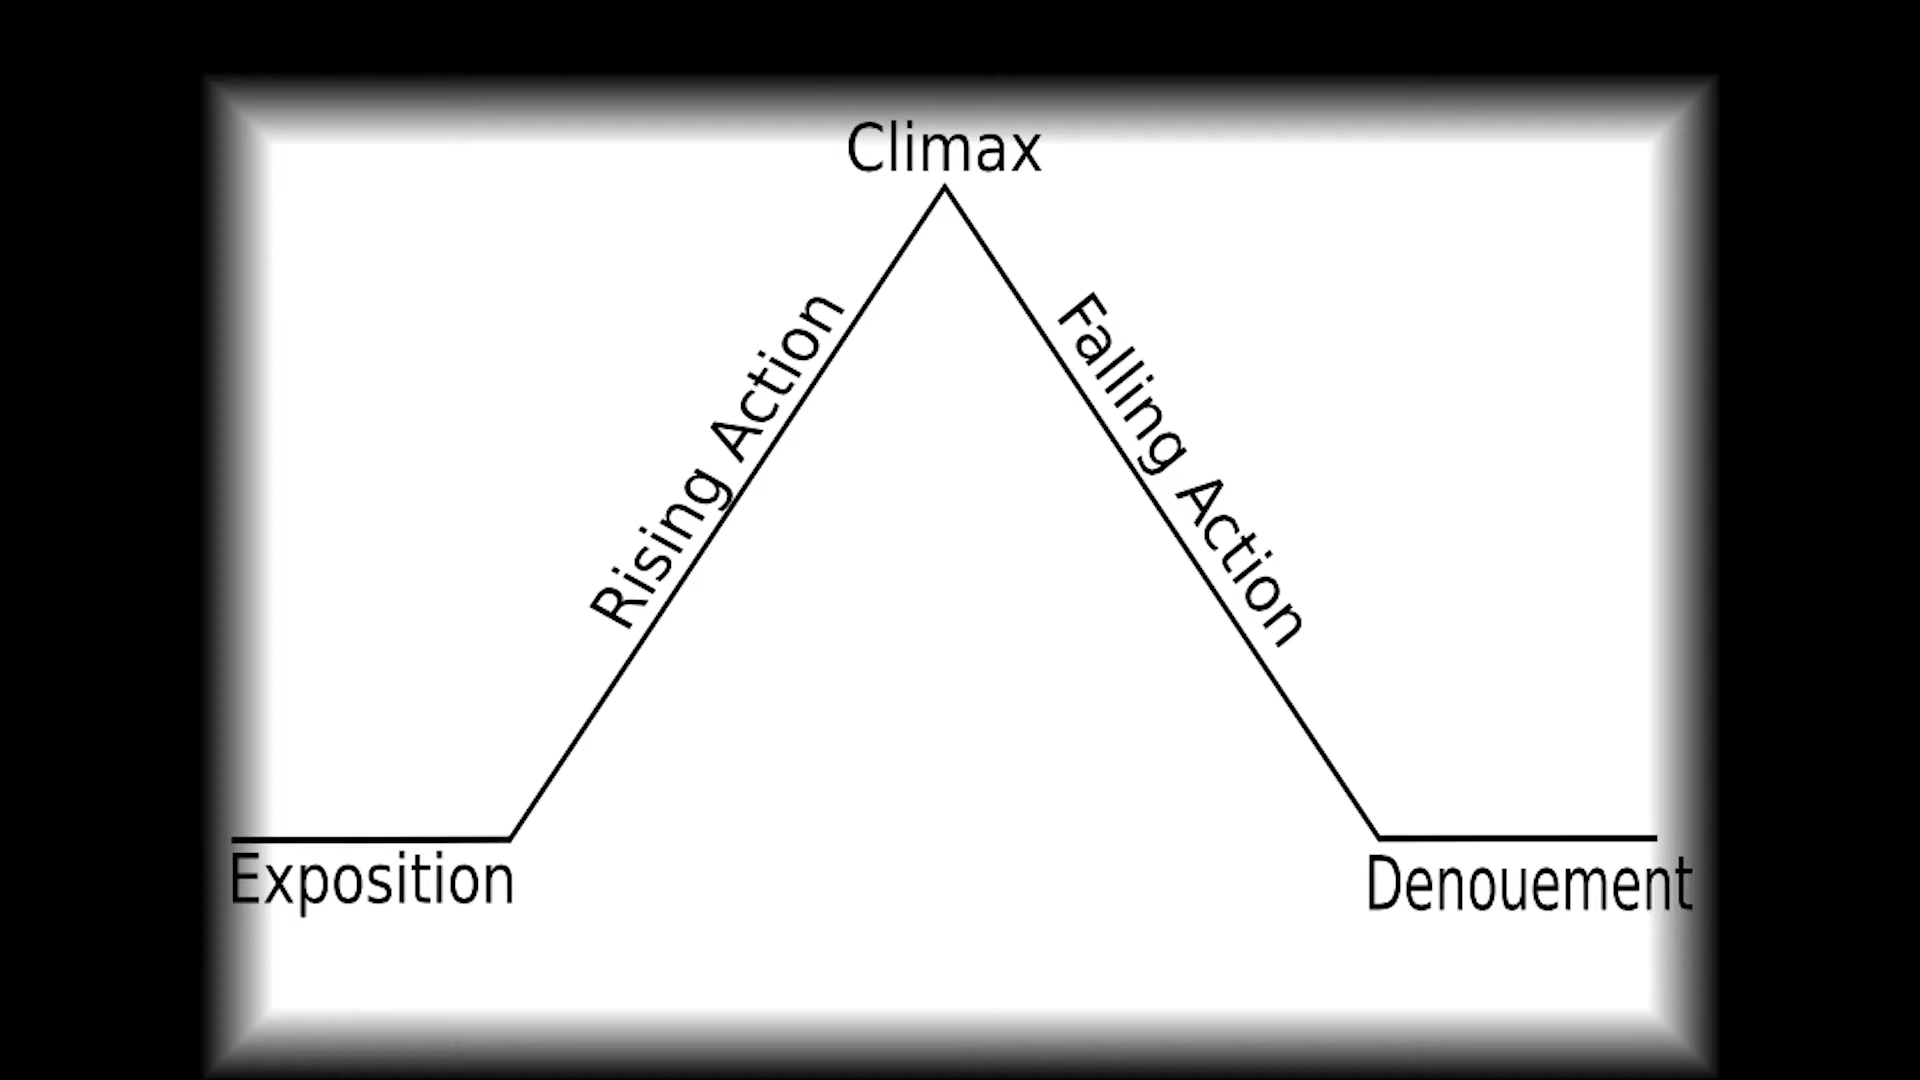 Climax
Rising Action
Falling Action
Exposition
Denouement